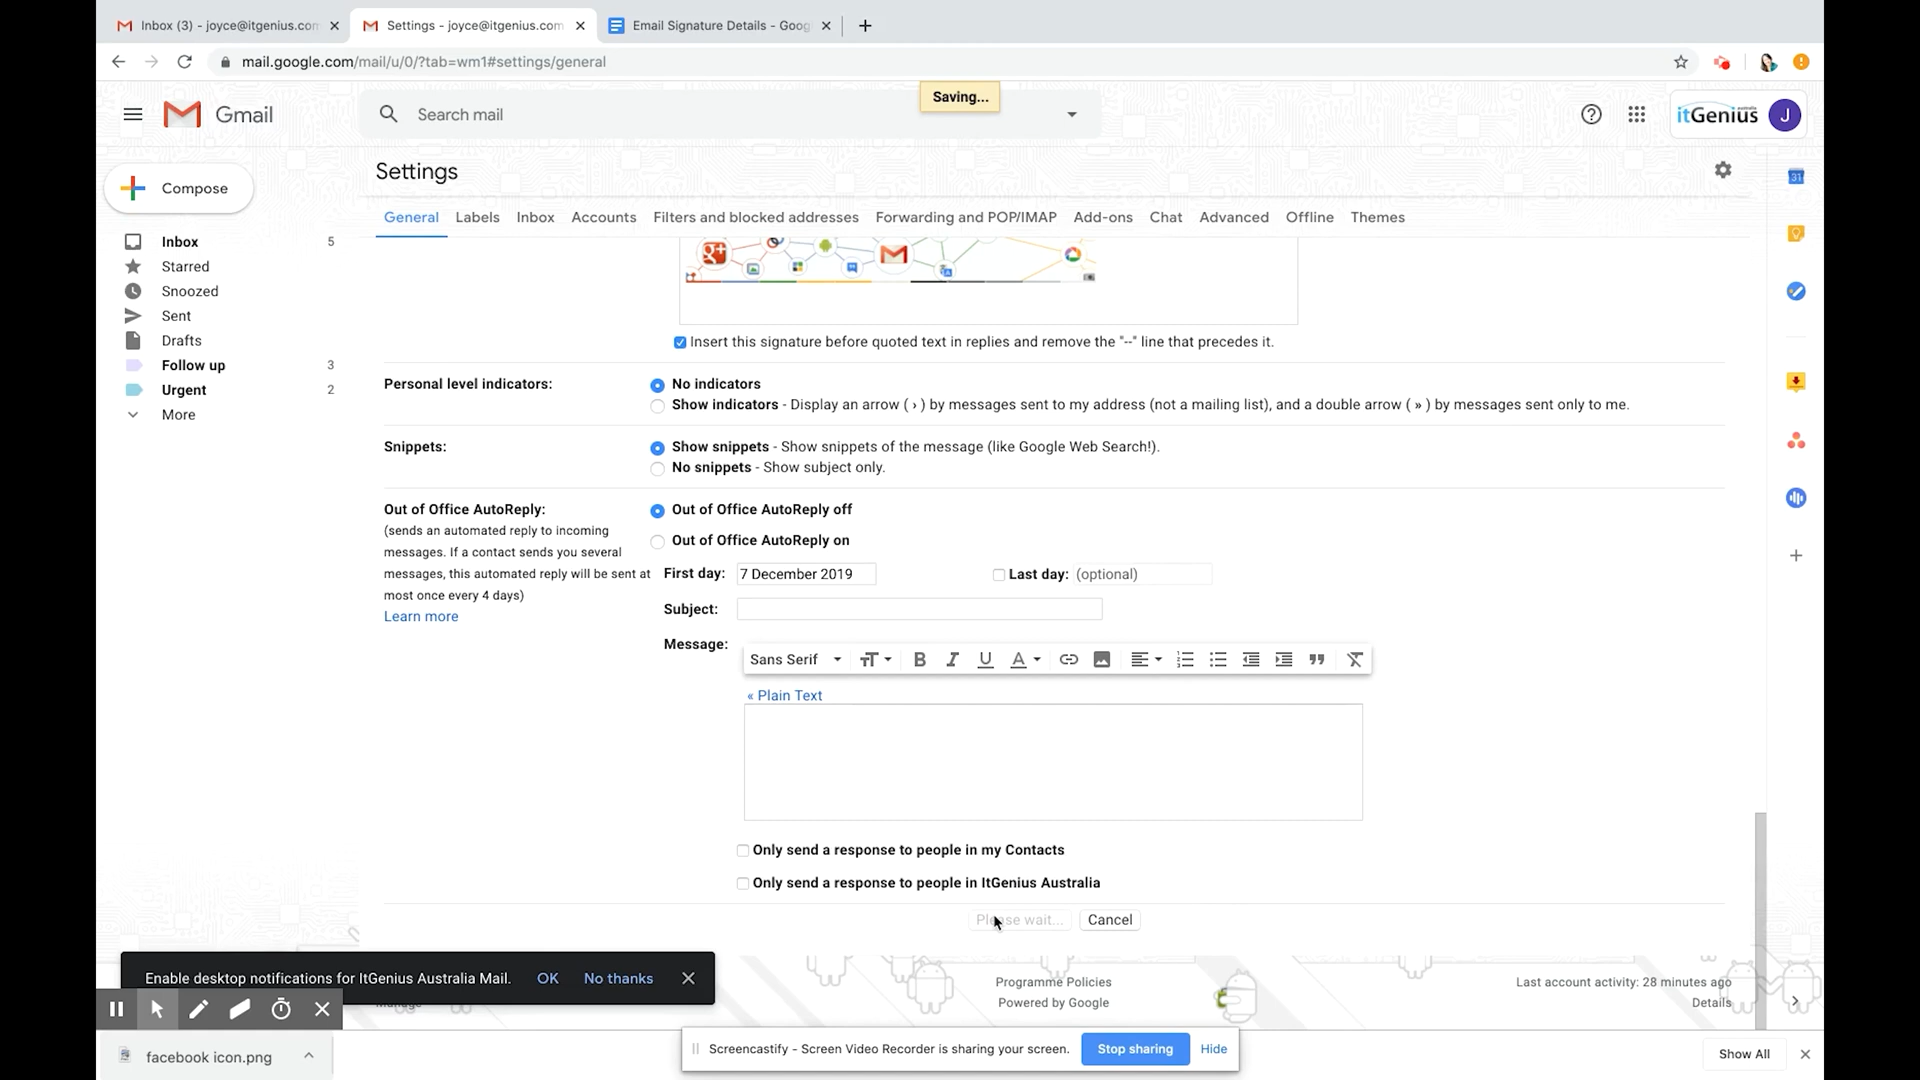 Inbox (3) - joyce@itgenius.com
Settings - joyce@itgenius.com
Email Signature Details - Goog
mail.google.com/mail/u/0/?tab=wm1#settings/general
Saving...
Gmail
Search mail
itGenius
australia
J
Compose
Settings
31
General
Labels
Inbox
Accounts
Filters and blocked addresses
Forwarding and POP/IMAP
Add-ons
Chat
Advanced
Offline
Themes
Inbox 5
Starred
Snoozed
Sent
Drafts
Follow up 3
Urgent 2
More
Insert this signature before quoted text in replies and remove the "--" line that precedes it.
Personal level indicators:
No indicators
Show indicators - Display an arrow ( › ) by messages sent to my address (not a mailing list), and a double arrow ( » ) by messages sent only to me.
Snippets:
Show snippets - Show snippets of the message (like Google Web Search!).
No snippets - Show subject only.
Out of Office AutoReply:
(sends an automated reply to incoming
messages. If a contact sends you several
messages, this automated reply will be sent at
most once every 4 days)
Learn more
Out of Office AutoReply off
Out of Office AutoReply on
First day: 7 December 2019
Last day: (optional)
Subject:
Message:
Sans Serif
« Plain Text
Only send a response to people in my Contacts
Only send a response to people in ItGenius Australia
Please wait...
Cancel
Enable desktop notifications for ItGenius Australia Mail. OK No thanks
Manage
Programme Policies
Powered by Google
Last account activity: 28 minutes ago
Details
facebook icon.png
Screencastify - Screen Video Recorder is sharing your screen.
Stop sharing
Hide
Show All